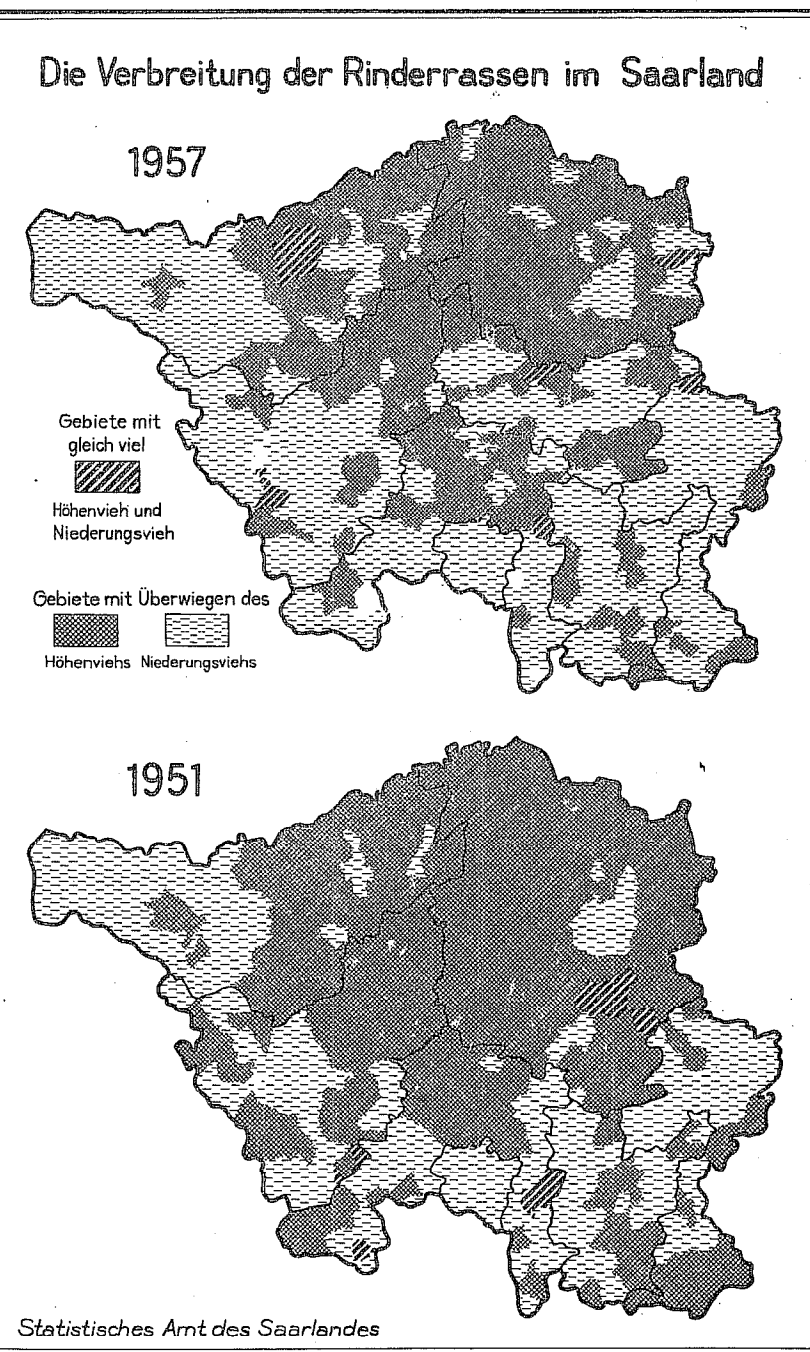 Die Verbreitung der Rinderrassen im Saarland
1957
Gebiete mit
gleich viel
Höhenvieh und
Niederungsvieh
Gebiete mit Überwiegen des
Höhenviehs Niederungsviehs
1951
Statistisches Amt des Saarlandes